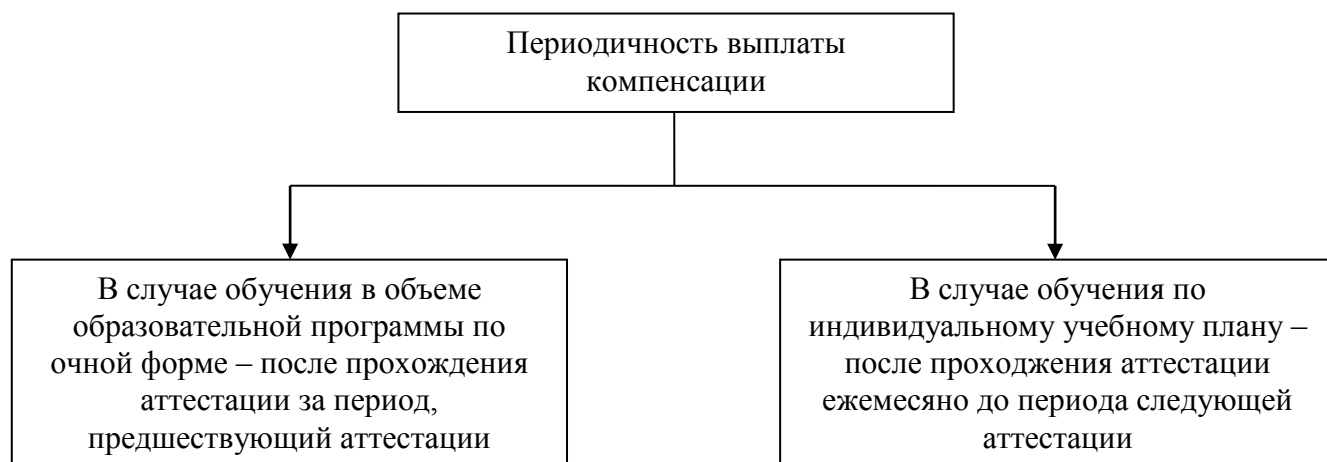 Периодичность выплаты
компенсации
В случае обучения в объеме
образовательной программы по
очной форме – после прохождения
аттестации за период,
предшествующий аттестации
В случае обучения по
индивидуальному учебному плану –
после проходжения аттестации
ежемесяно до периода следующей
аттестации